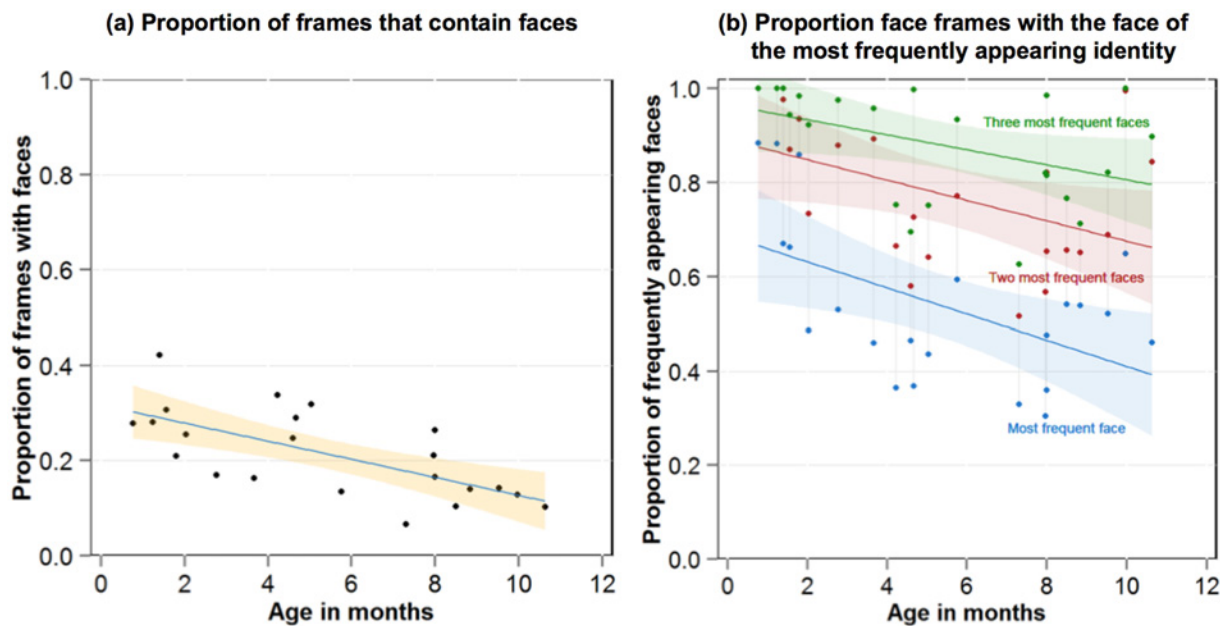 (a) Proportion of frames that contain faces
Proportion of frames with faces
1.0
0.8
0.6
0.4
0.2
0.0
0 2 4 6 8 10 12
Age in months
(b) Proportion face frames with the face of
the most frequently appearing identity
Proportion of frequently appearing faces
1.0
0.8
0.6
0.4
0.2
0.0
Three most frequent faces
Two most frequent faces
Most frequent face
0 2 4 6 8 10 12
Age in months